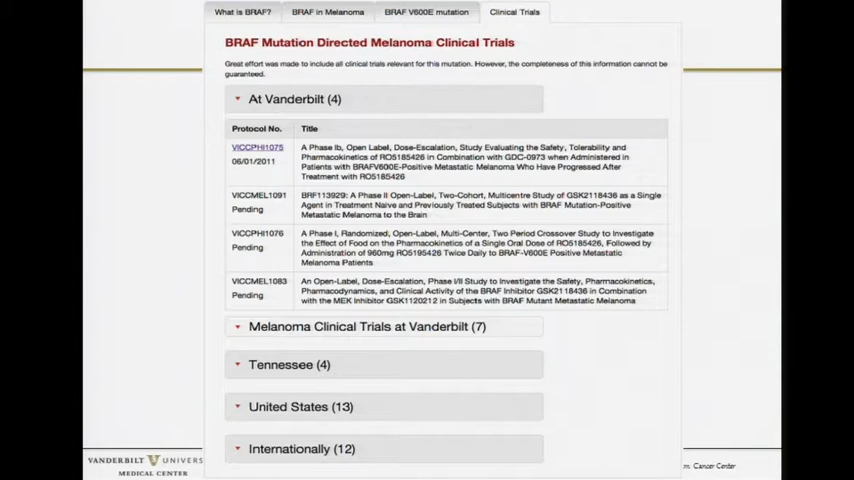 What is BRAF?
BRAF in Melanoma
BRAF V600E mutation
Clinical Trials
BRAF Mutation Directed Melanoma Clinical Trials
Great effort was made to include all clinical trials relevant for this mutation. However, the completeness of this information cannot be
guaranteed.
At Vanderbilt (4)
Protocol No. Title
VICCPHI1075 A Phase Ib, Open Label, Dose-Escalation, Study Evaluating the Safety, Tolerability and
06/01/2011 Pharmacokinetics of RO5185426 in Combination with GDC-0973 when Administered in
Patients with BRAFV600E-Positive Metastatic Melanoma Who Have Progressed After
Treatment with RO5185426
VICCMEL1091 BRF113929: A Phase II Open-Label, Two-Cohort, Multicentre Study of GSK2118436 as a Single
Pending Agent in Treatment Naive and Previously Treated Subjects with BRAF Mutation-Positive
Metastatic Melanoma to the Brain
VICCPHI1076 A Phase I, Randomized, Open-Label, Multi-Center, Two Period Crossover Study to Investigate
Pending the Effect of Food on the Pharmacokinetics of a Single Oral Dose of RO5185426, Followed by
Administration of 960mg RO5195426 Twice Daily to BRAF-V600E Positive Metastatic
Melanoma Patients
VICCMEL1083 An Open-Label, Dose-Escalation, Phase I/II Study to Investigate the Safety, Pharmacokinetics,
Pending Pharmacodynamics, and Clinical Activity of the BRAF Inhibitor GSK2118436 in Combination
with the MEK Inhibitor GSK1120212 in Subjects with BRAF Mutant Metastatic Melanoma
Melanoma Clinical Trials at Vanderbilt (7)
Tennessee (4)
United States (13)
Internationally (12)
VANDERBILT V UNIVERS
MEDICAL CENTER
m Cancer Center